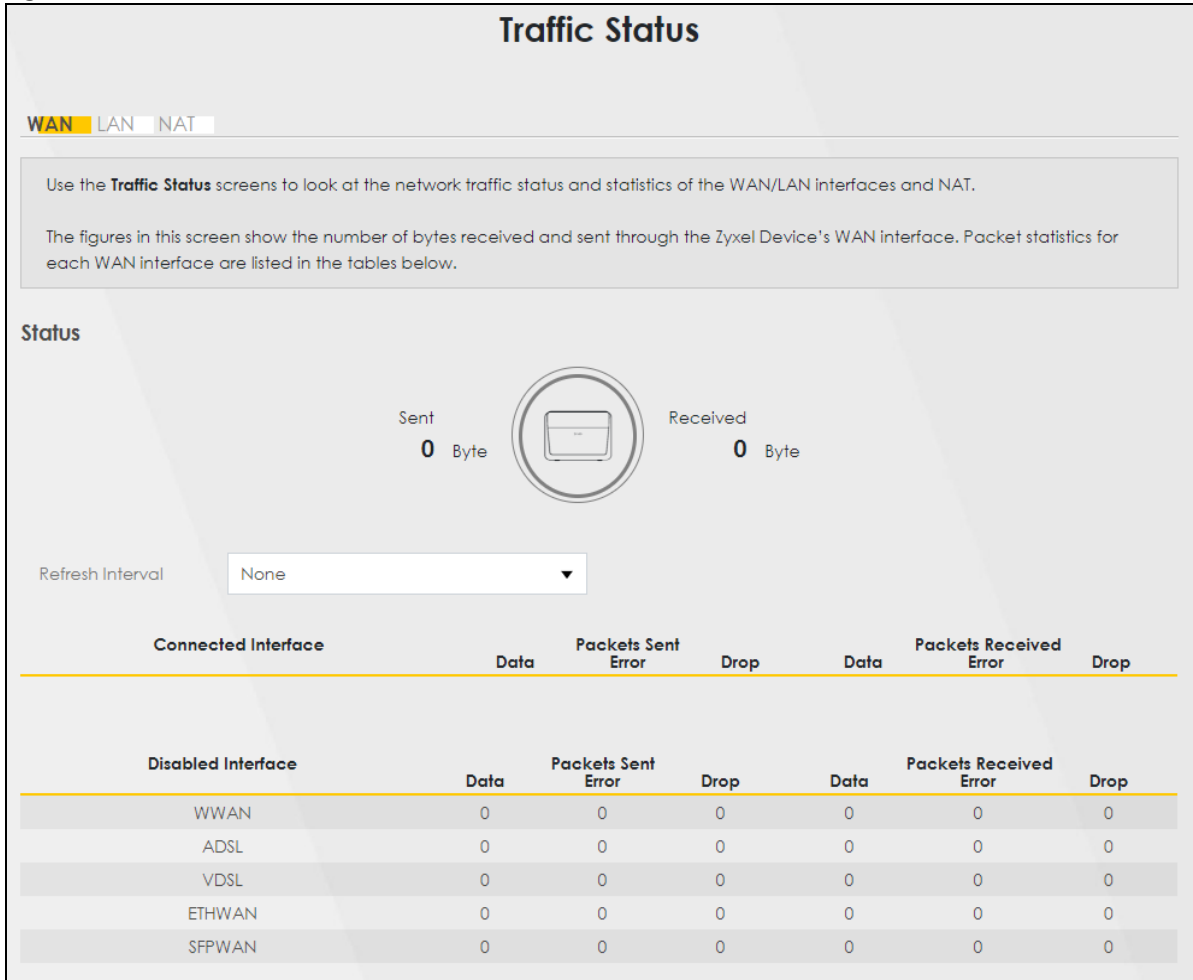 Traffic Status
WAN LAN NAT
Use the Traffic Status screens to look at the network traffic status and statistics of the WAN/LAN interfaces and NAT.
The figures in this screen show the number of bytes received and sent through the Zyxel Device's WAN interface. Packet statistics for
each WAN interface are listed in the tables below.
Status
Sent Received
0 Byte 0 Byte
Refresh Interval None
Connected Interface Packets Sent Packets Received
Data Error Drop Data Error Drop
Disabled Interface Packets Sent Packets Received
Data Error Drop Data Error Drop
WWAN 0 0 0 0 0 0
ADSL 0 0 0 0 0 0
VDSL 0 0 0 0 0 0
ETHWAN 0 0 0 0 0 0
SFPWAN 0 0 0 0 0 0